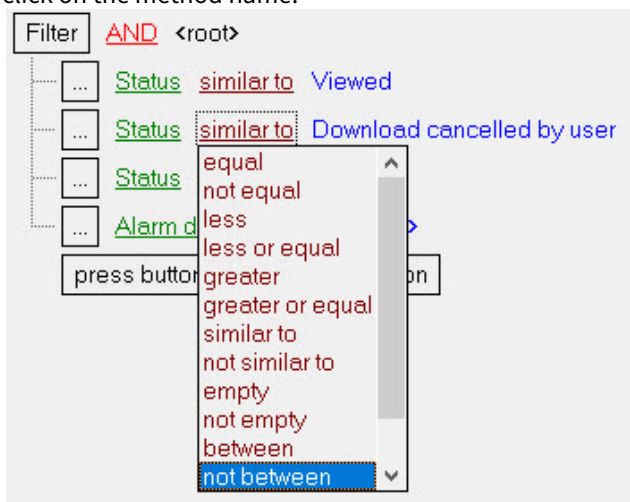 click on the method name.
Filter AND <root>
... Status similar to Viewed
... Status similar to Download cancelled by user
... Status
... Alarm d >
press button on
equal
not equal
less
less or equal
greater
greater or equal
similar to
not similar to
empty
not empty
between
not between